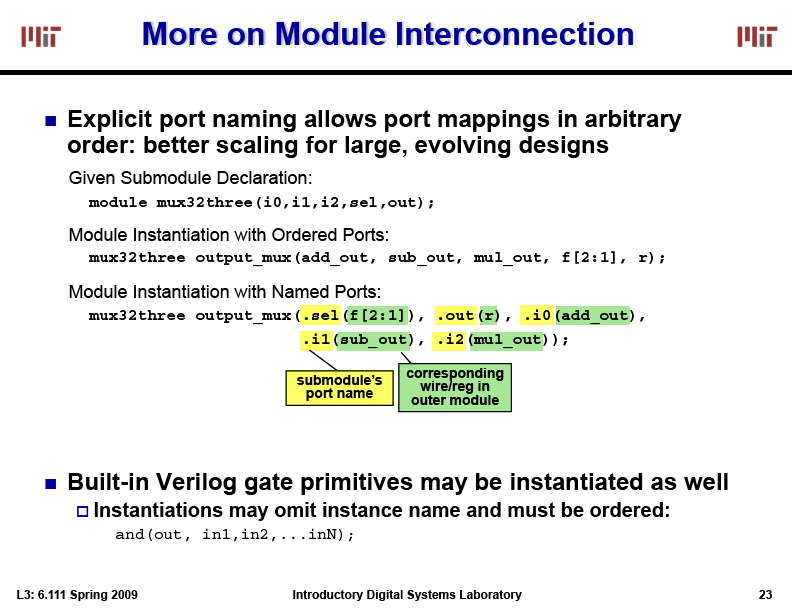 MIT
More on Module Interconnection
MIT
Explicit port naming allows port mappings in arbitrary
order: better scaling for large, evolving designs
Given Submodule Declaration:
module mux32three(i0,i1,i2,sel,out);
Module Instantiation with Ordered Ports:
mux32three output_mux(add_out, sub_out, mul_out, f[2:1], r);
Module Instantiation with Named Ports:
mux32three output_mux(.sel(f[2:1]), .out(r), .i0(add_out),
.i1(sub_out), .i2(mul_out));
submodule's
port name
corresponding
wire/reg in
outer module
Built-in Verilog gate primitives may be instantiated as well
Instantiations may omit instance name and must be ordered:
and(out, in1,in2,...inN);
L3: 6.111 Spring 2009
Introductory Digital Systems Laboratory
23